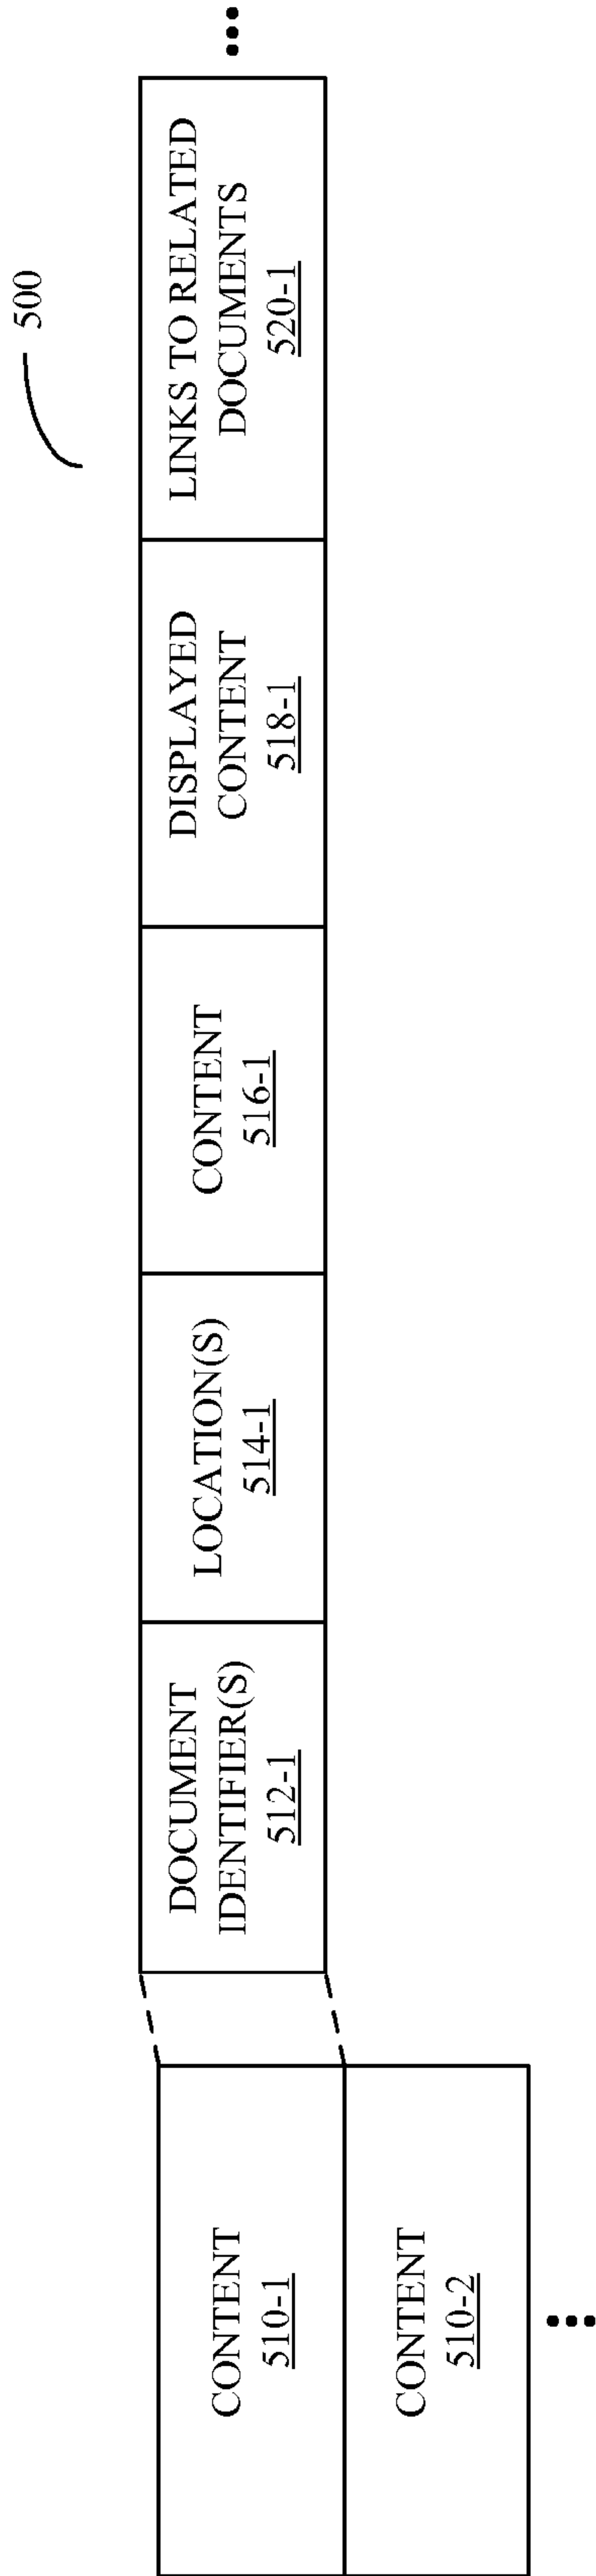 500
CONTENT
510-1
CONTENT
510-2
DOCUMENT
IDENTIFIER(S)
512-1
LOCATION(S)
514-1
CONTENT
516-1
DISPLAYED
CONTENT
518-1
LINKS TO RELATED
DOCUMENTS
520-1